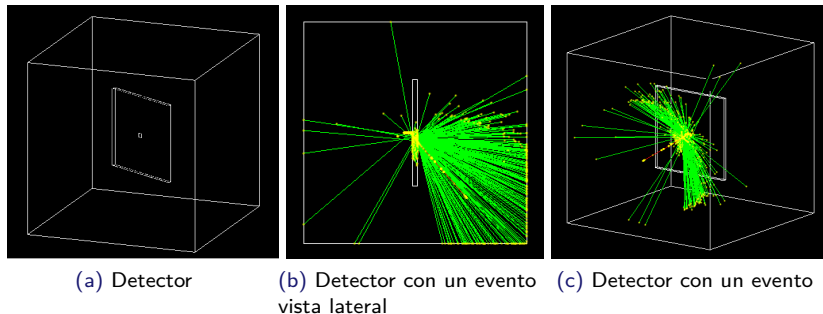 (a) Detector
(b) Detector con un evento
vista lateral
(c) Detector con un evento